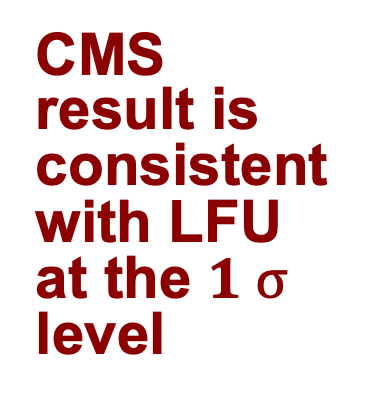 CMS
result is
consistent
with LFU
at the 1 σ
level